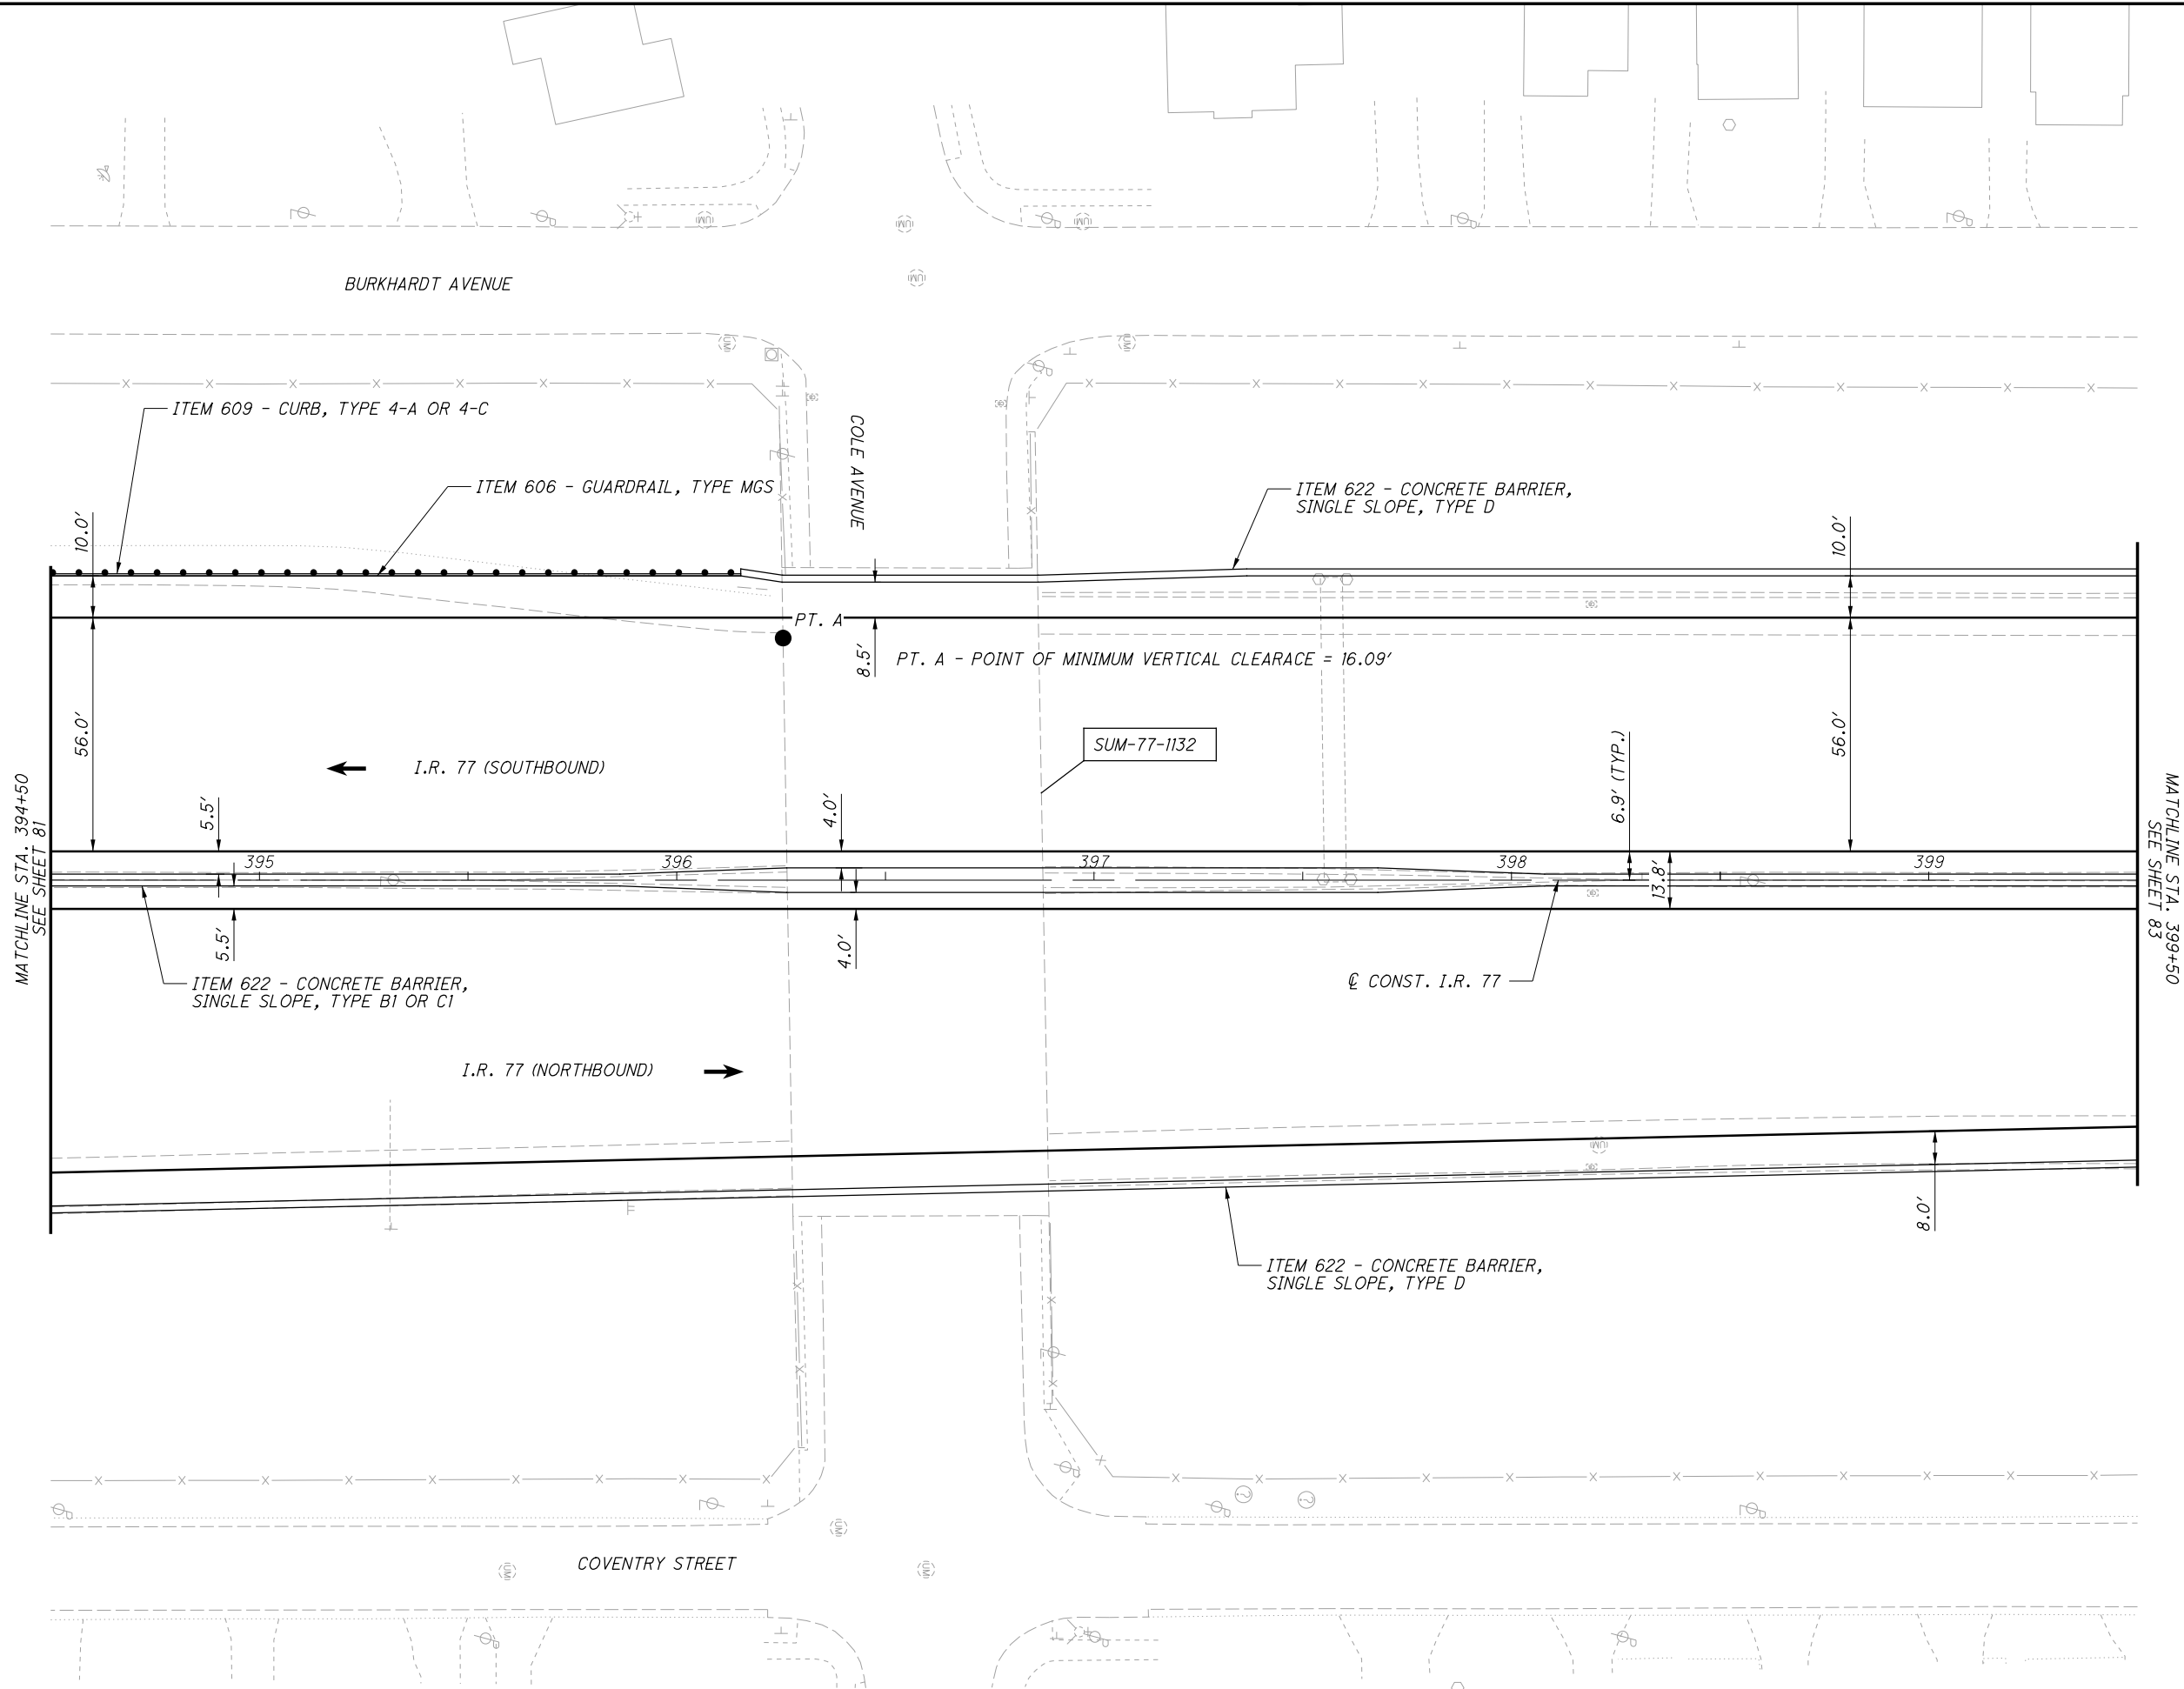 BURKHARDT AVENUE
ITEM 609 - CURB, TYPE 4-A OR 4-C
COLE AVENUE
ITEM 606 - GUARDRAIL, TYPE MGS
ITEM 622 - CONCRETE BARRIER,
SINGLE SLOPE, TYPE D
10.0'
10.0'
PT. A
8.5'
PT. A - POINT OF MINIMUM VERTICAL CLEARACE = 16.09'
56.0'
SUM-77-1132
56.0'
6.9' (TYP.)
I.R. 77 (SOUTHBOUND)
5.5'
4.0'
MATCHLINE STA. 394+50
SEE SHEET 81
MATCHLINE STA. 399+50
SEE SHEET 83
395
396
397
398
399
13.8'
5.5'
4.0'
ITEM 622 - CONCRETE BARRIER,
SINGLE SLOPE, TYPE B1 OR C1
℄ CONST. I.R. 77
I.R. 77 (NORTHBOUND)
8.0'
ITEM 622 - CONCRETE BARRIER,
SINGLE SLOPE, TYPE D
COVENTRY STREET